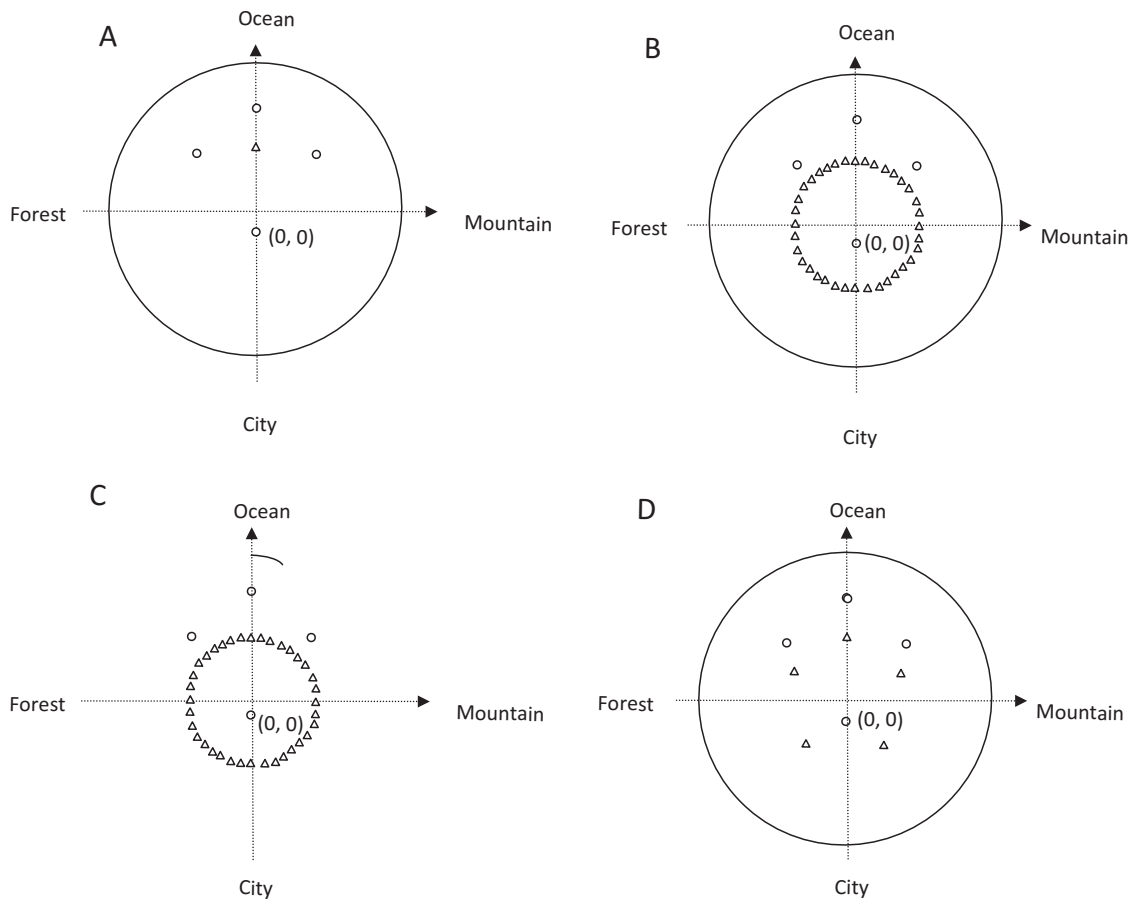 A
Ocean
Forest
Mountain
(0, 0)
City
B
Ocean
Forest
Mountain
(0, 0)
City
C
Ocean
Forest
Mountain
(0, 0)
City
D
Ocean
Forest
Mountain
(0, 0)
City